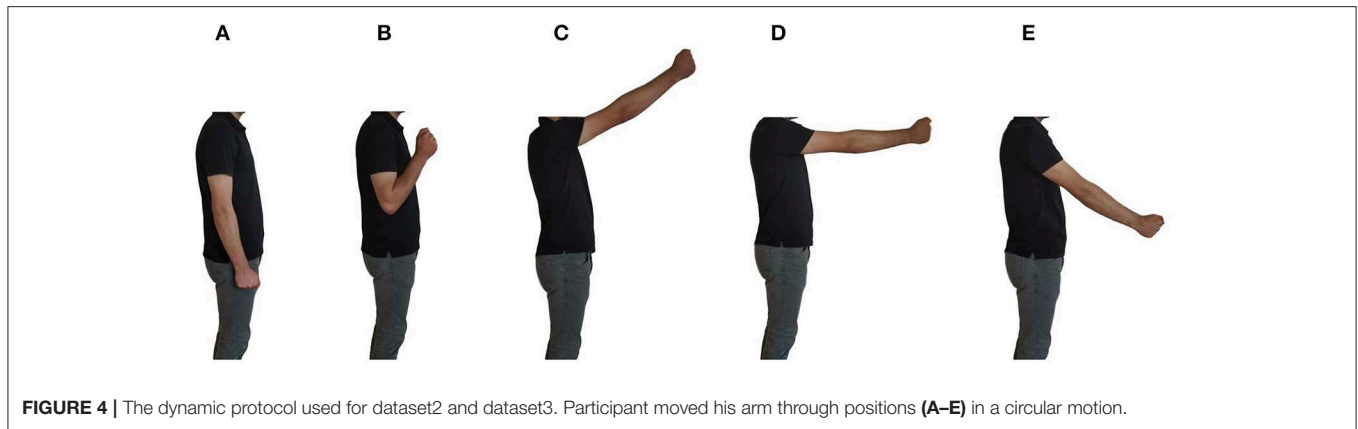 A B C D E
FIGURE 4 | The dynamic protocol used for dataset2 and dataset3. Participant moved his arm through positions (A–E) in a circular motion.